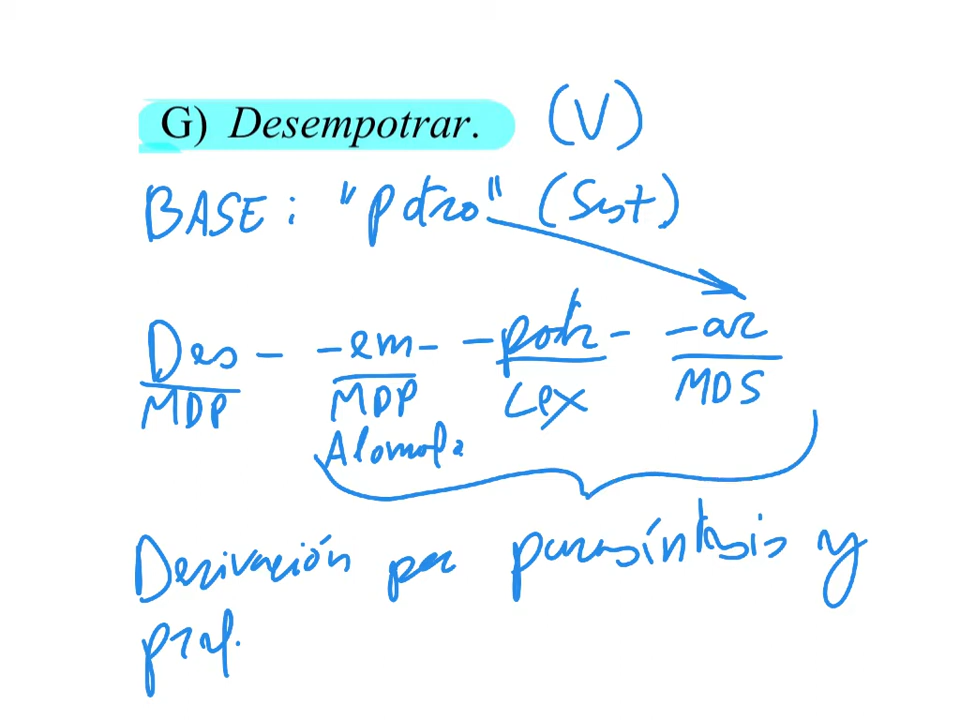 G) Desempotrar. (V)
BASE: "potro" (Sust)
Des- -em- -potr- -ar
MDP MDP Lex MDS
Alomorfo
Derivación por parasíntesis y
pref.